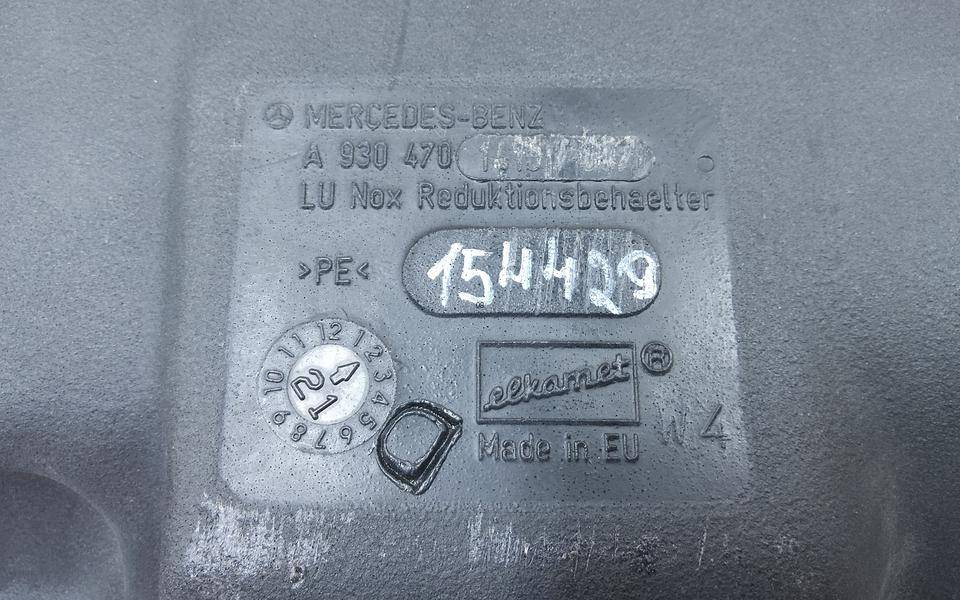 MERCEDES-BENZ
A 930 470
LU Nox Reduktionsbehaelter
>PE<
154429
12 1 2 3 4 5 6 7 8 9 10 11
21
elkamet ®
Made in EU
W 4